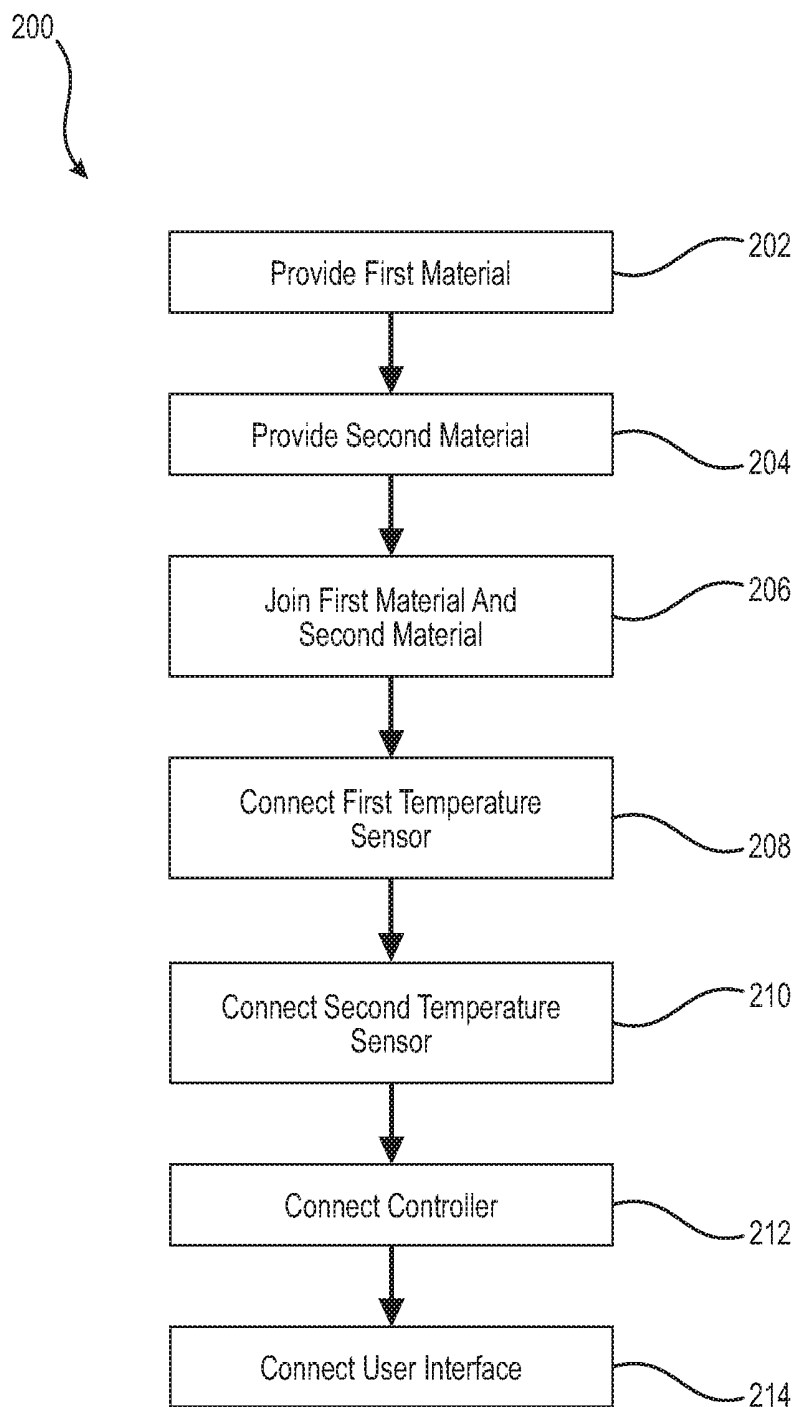 200
Provide First Material
202
Provide Second Material
204
Join First Material And
Second Material
206
Connect First Temperature
Sensor
208
Connect Second Temperature
Sensor
210
Connect Controller
212
Connect User Interface
214